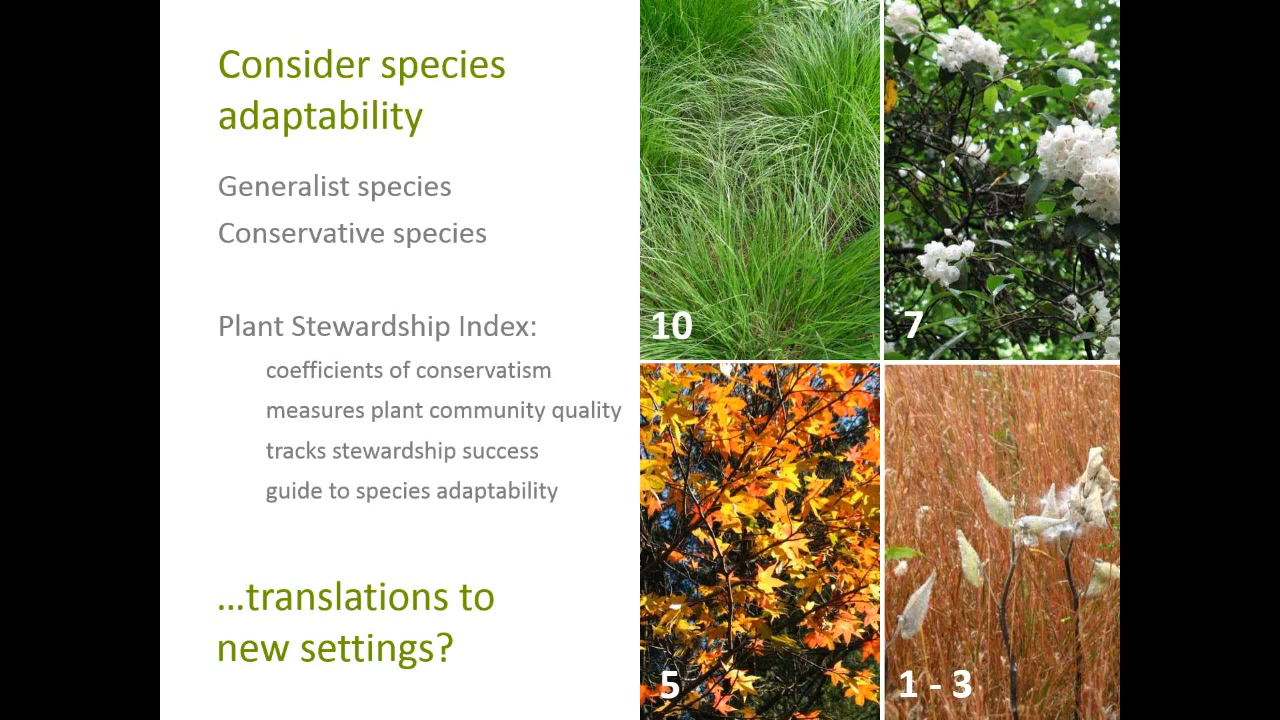 Consider species
adaptability
Generalist species
Conservative species
Plant Stewardship Index:
coefficients of conservatism
measures plant community quality
tracks stewardship success
guide to species adaptability
...translations to
new settings?
10
7
5
1 - 3